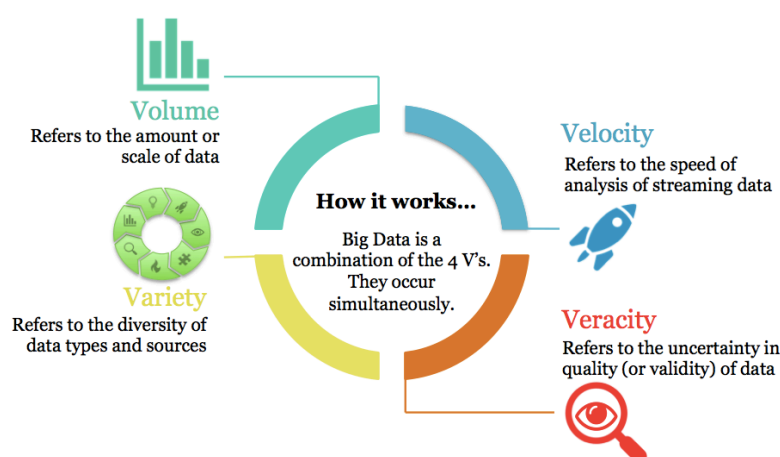 Volume
Refers to the amount or
scale of data
Variety
Refers to the diversity of
data types and sources
How it works...
Big Data is a
combination of the 4 V's.
They occur
simultaneously.
Velocity
Refers to the speed of
analysis of streaming data
Veracity
Refers to the uncertainty in
quality (or validity) of data